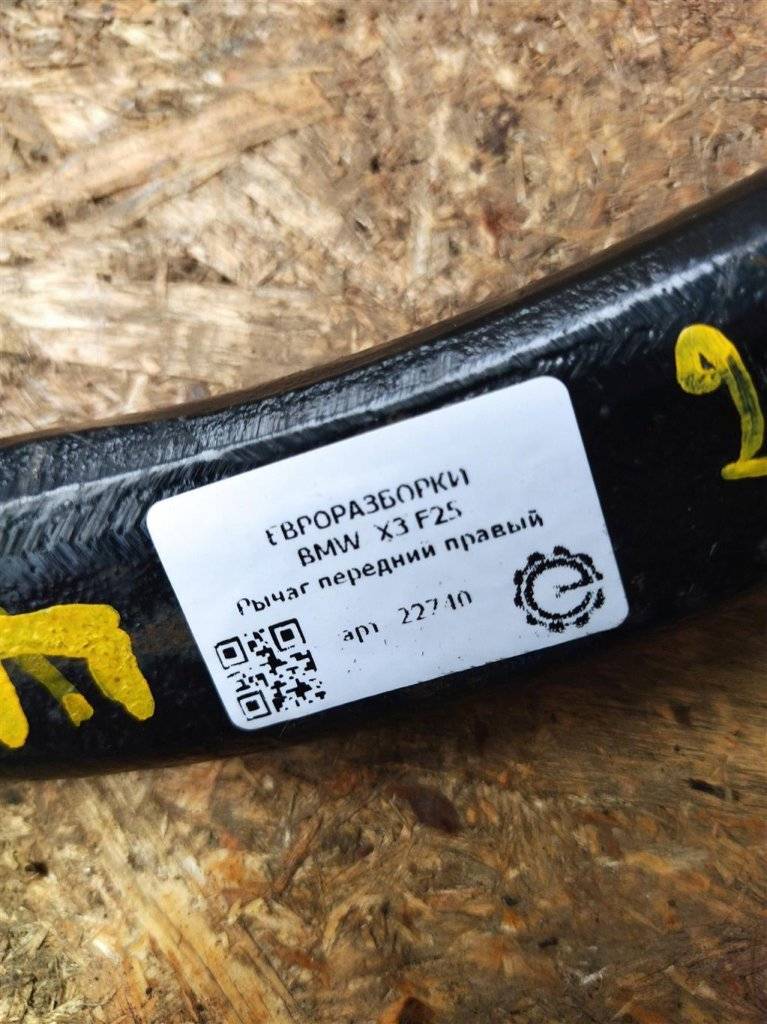 ЕВРОРАЗБОРКИ
BMW X3 F25
Рычаг передний правый
арт 22740